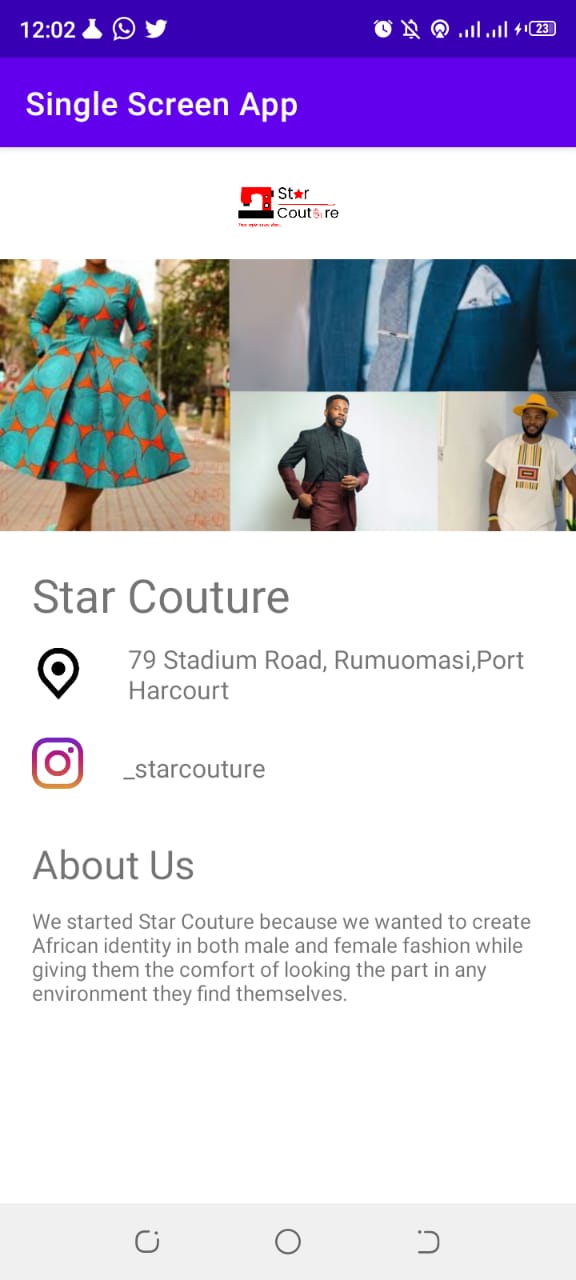 12:02
23
Single Screen App
Star
Couture
Star Couture
79 Stadium Road, Rumuomasi,Port
Harcourt
_starcouture
About Us
We started Star Couture because we wanted to create
African identity in both male and female fashion while
giving them the comfort of looking the part in any
environment they find themselves.